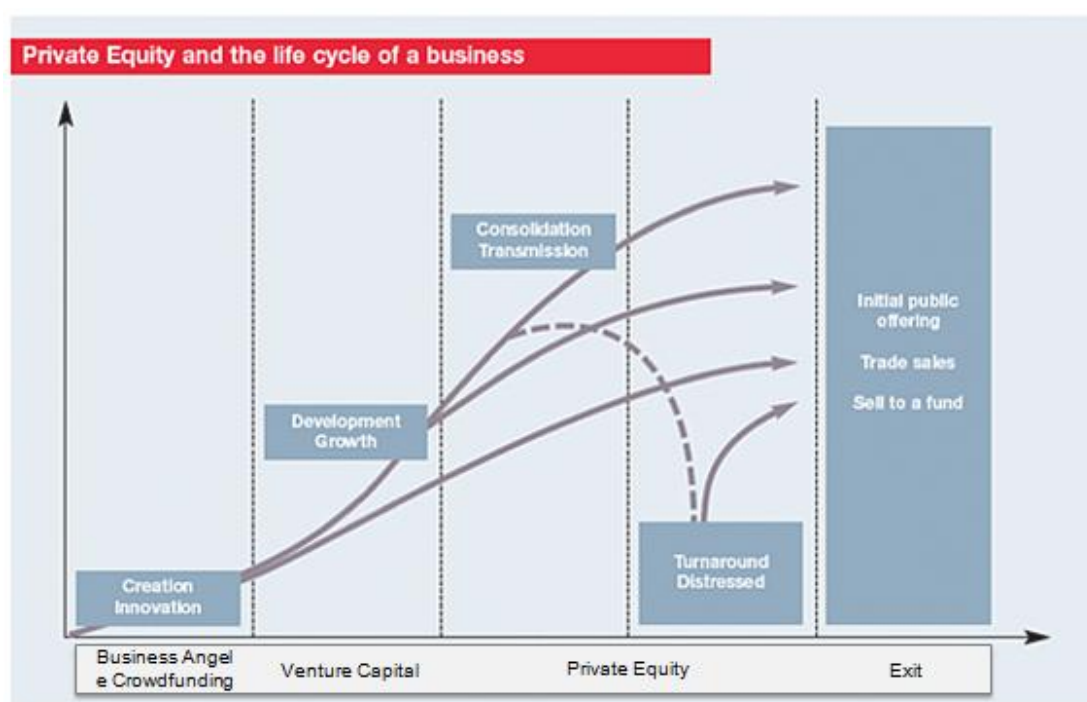 Private Equity and the life cycle of a business
Consolidation
Transmission
Initial public
offering
Trade sales
Sell to a fund
Development
Growth
Turnaround
Distressed
Creation
Innovation
Business Angel
e Crowdfunding
Venture Capital
Private Equity
Exit